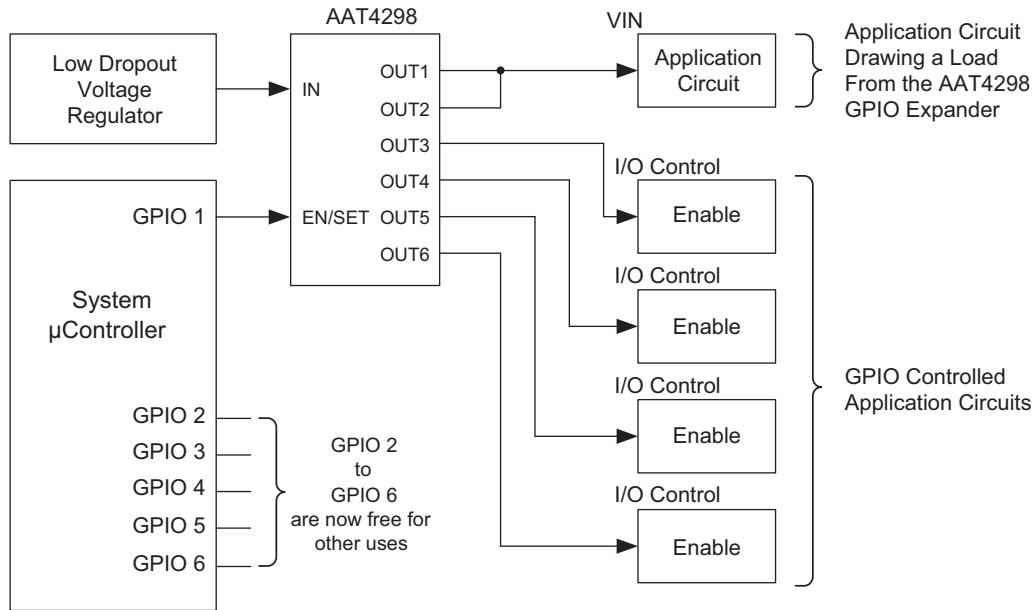 AAT4298
Low Dropout
Voltage
Regulator
IN
EN/SET
OUT1
OUT2
OUT3
OUT4
OUT5
OUT6
VIN
Application
Circuit
Application Circuit
Drawing a Load
From the AAT4298
GPIO Expander
I/O Control
Enable
I/O Control
Enable
I/O Control
Enable
I/O Control
Enable
GPIO Controlled
Application Circuits
System
µController
GPIO 1
GPIO 2
GPIO 3
GPIO 4
GPIO 5
GPIO 6
GPIO 2
to
GPIO 6
are now free for
other uses